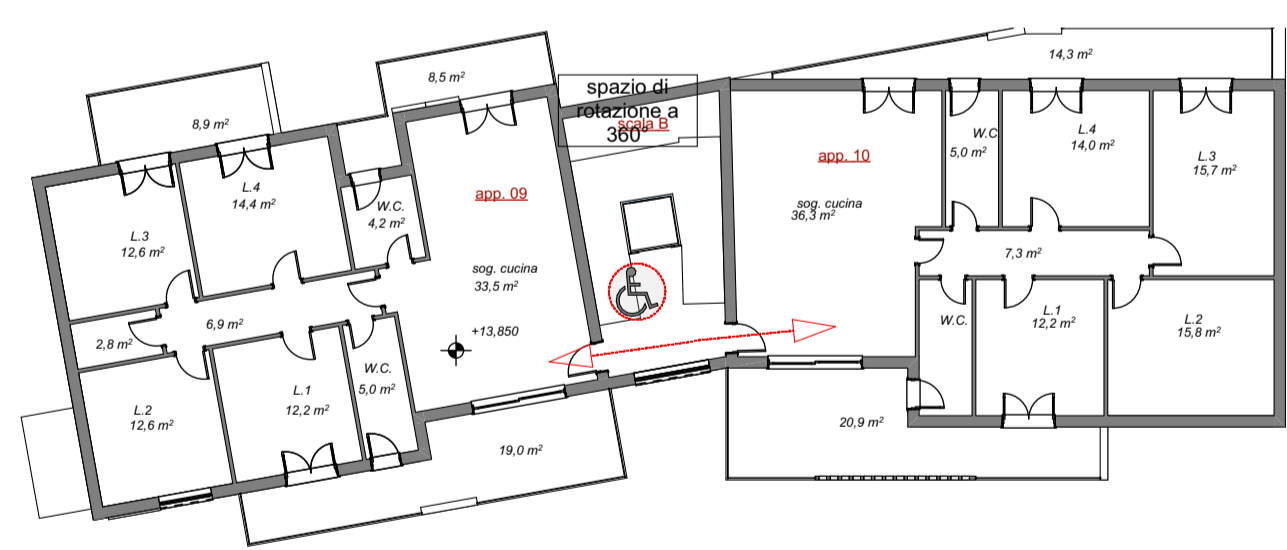 8,9 m²
8,5 m²
spazio di
rotazione a
360°
scala B
14,3 m²
L.4
14,4 m²
W.C.
4,2 m²
app. 09
app. 10
W.C.
5,0 m²
L.4
14,0 m²
L.3
15,7 m²
L.3
12,6 m²
sog. cucina
33,5 m²
sog. cucina
36,3 m²
7,3 m²
6,9 m²
2,8 m²
+13,850
W.C.
L.1
12,2 m²
L.2
15,8 m²
W.C.
5,0 m²
L.1
12,2 m²
L.2
12,6 m²
19,0 m²
20,9 m²